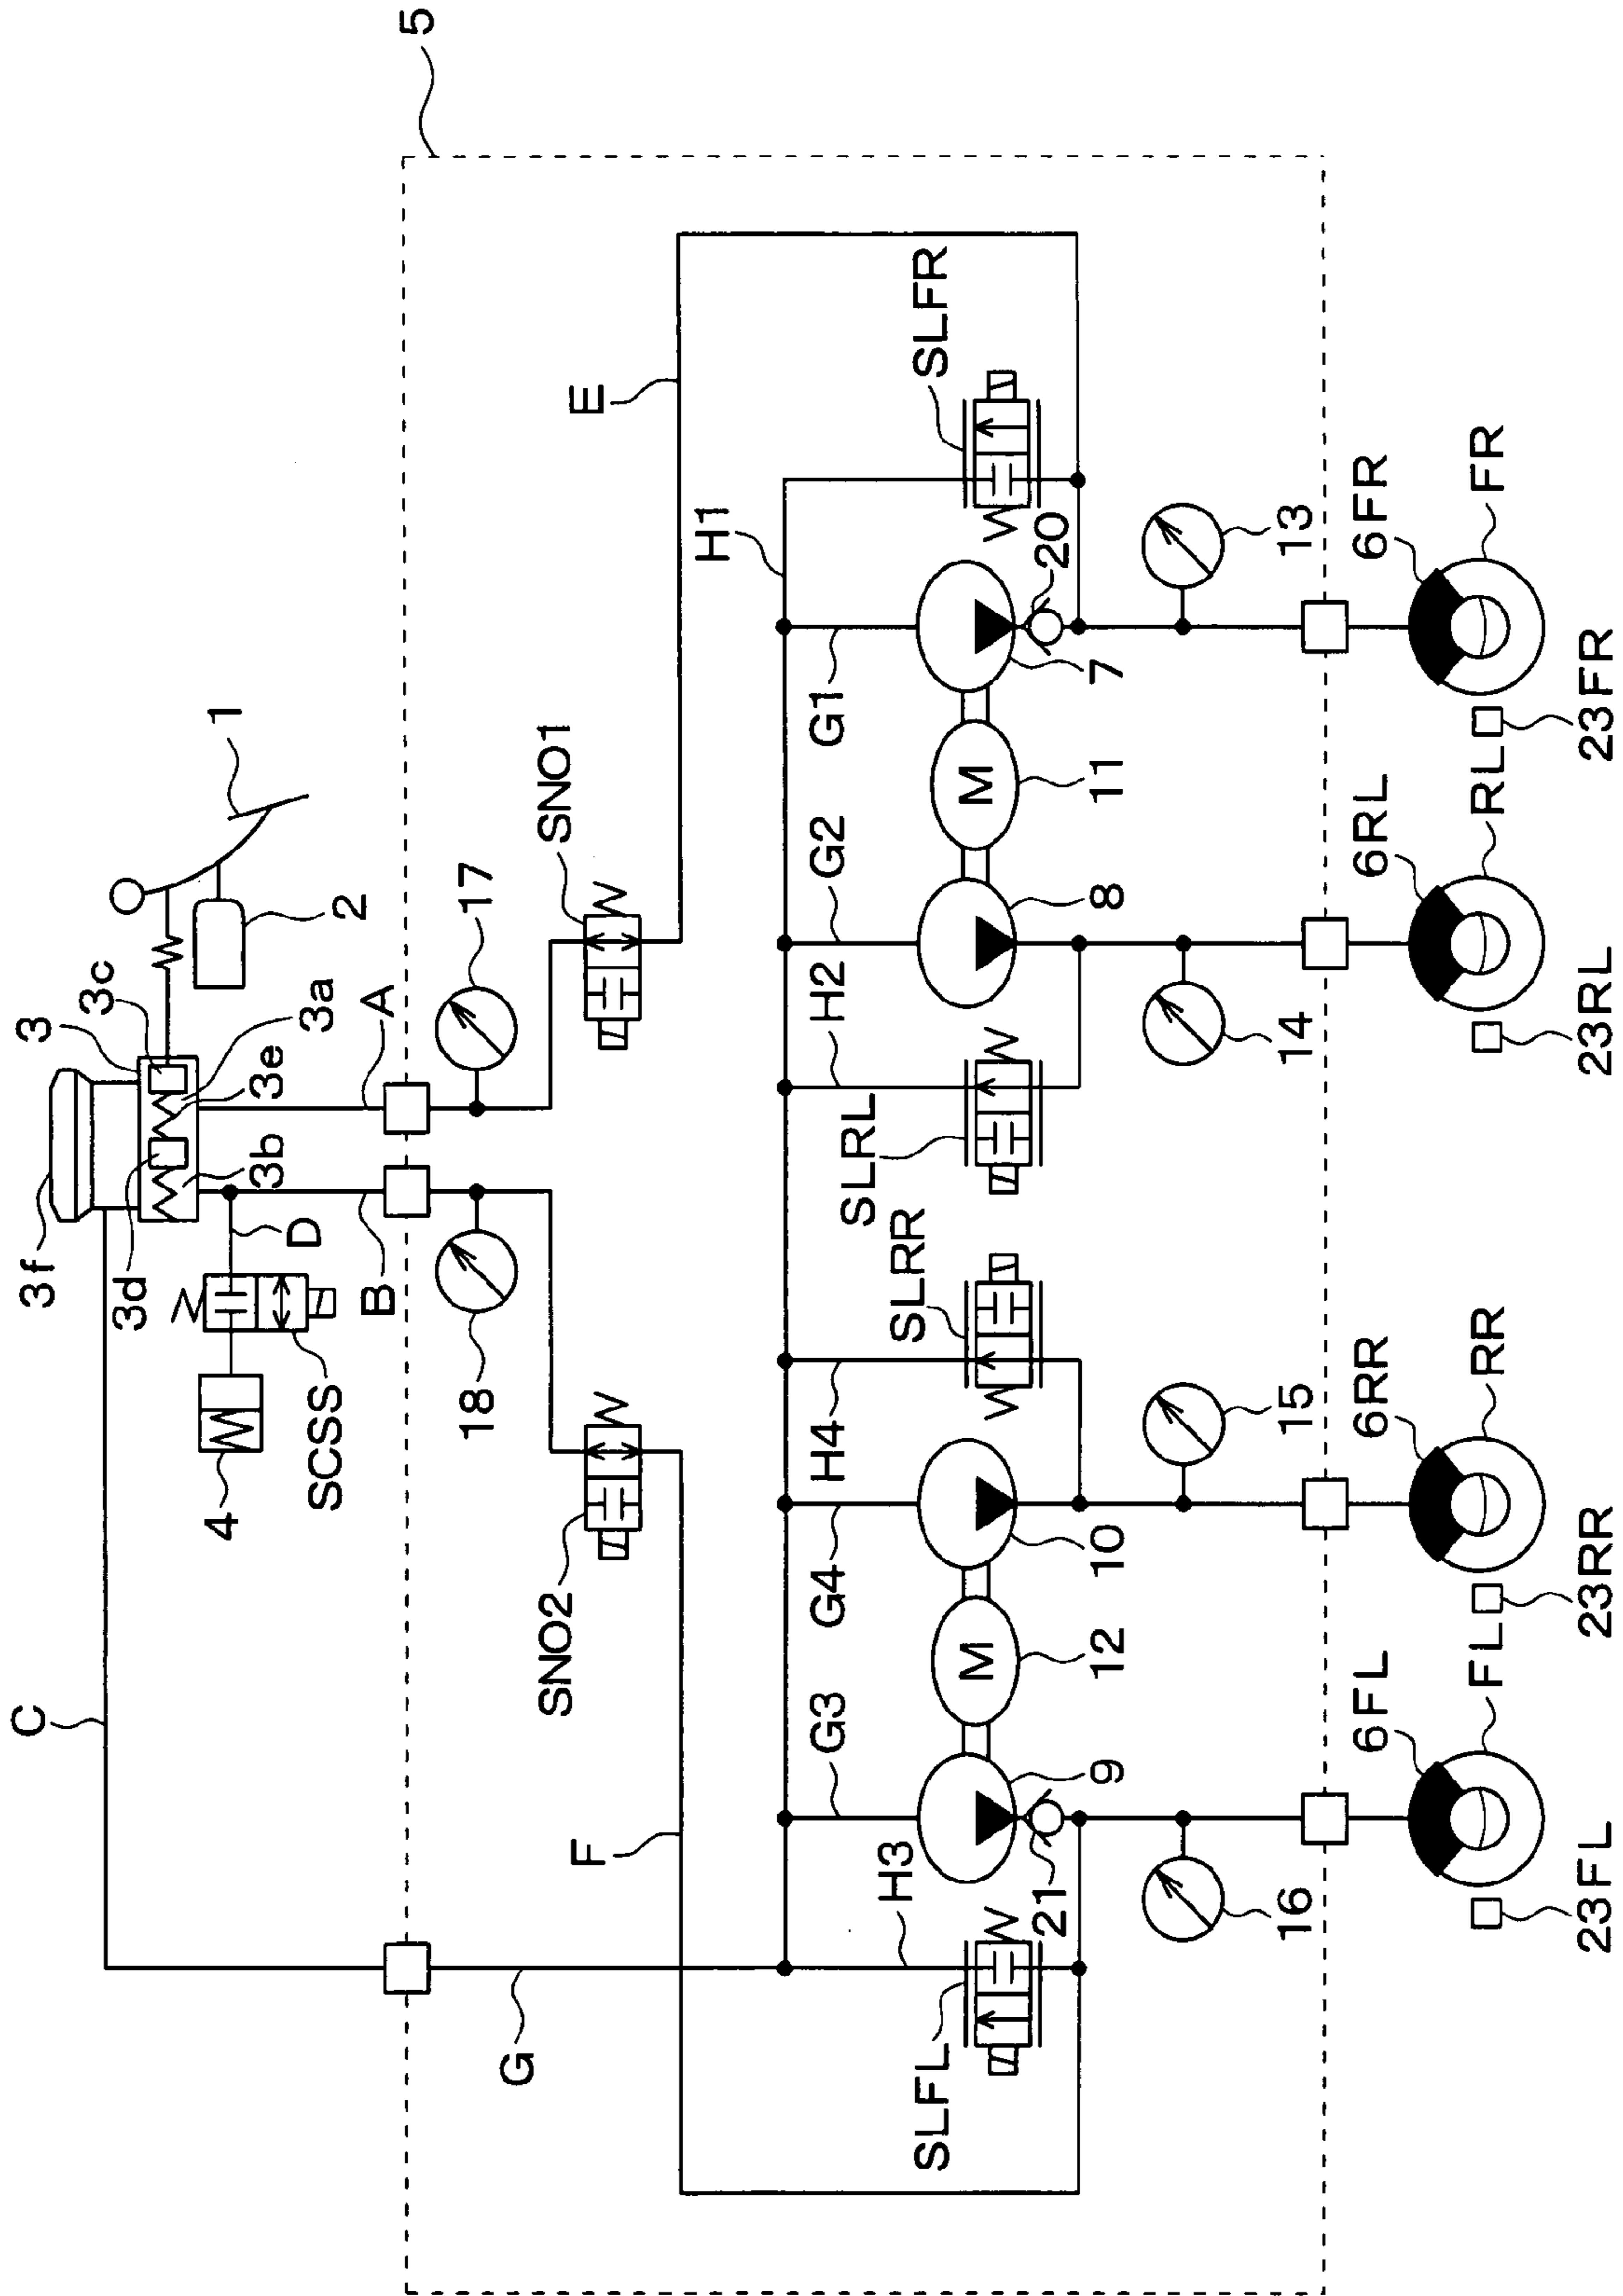 5
E
SLFR
H1
1
SNO1
17
2
3c
3
3a
A
3e
3b
3f
3d
D
B
18
SCSS
4
C
SNO2
F
G
G1
7
20
13
6FR
FR
23FR
11
G2
8
H2
14
6RL
RL
23RL
SLRL
SLRR
H4
15
6RR
RR
23RR
G4
10
M
M
12
G3
9
H3
21
16
6FL
FL
23FL
SLFL